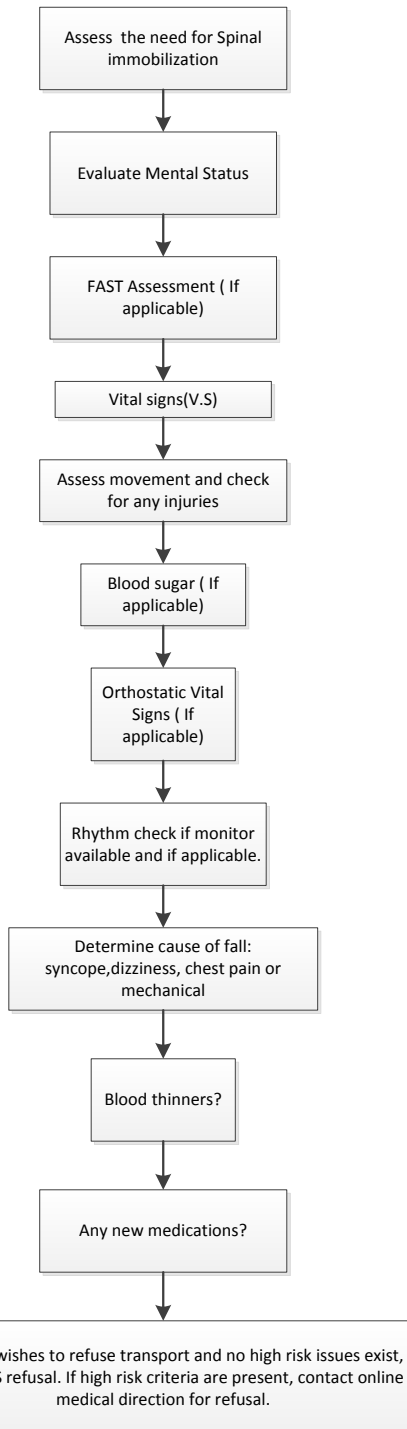 Assess  the need for Spinal
immobilization
Evaluate Mental Status
FAST Assessment ( If
applicable)
Vital signs(V.S)
Assess movement and check
for any injuries
Blood sugar ( If
applicable)
Orthostatic Vital
Signs ( If
applicable)
Rhythm check if monitor
available and if applicable.
Determine cause of fall:
syncope,dizziness, chest pain or
mechanical
Blood thinners?
Any new medications?
wishes to refuse transport and no high risk issues exist,
refusal. If high risk criteria are present, contact online
medical direction for refusal.